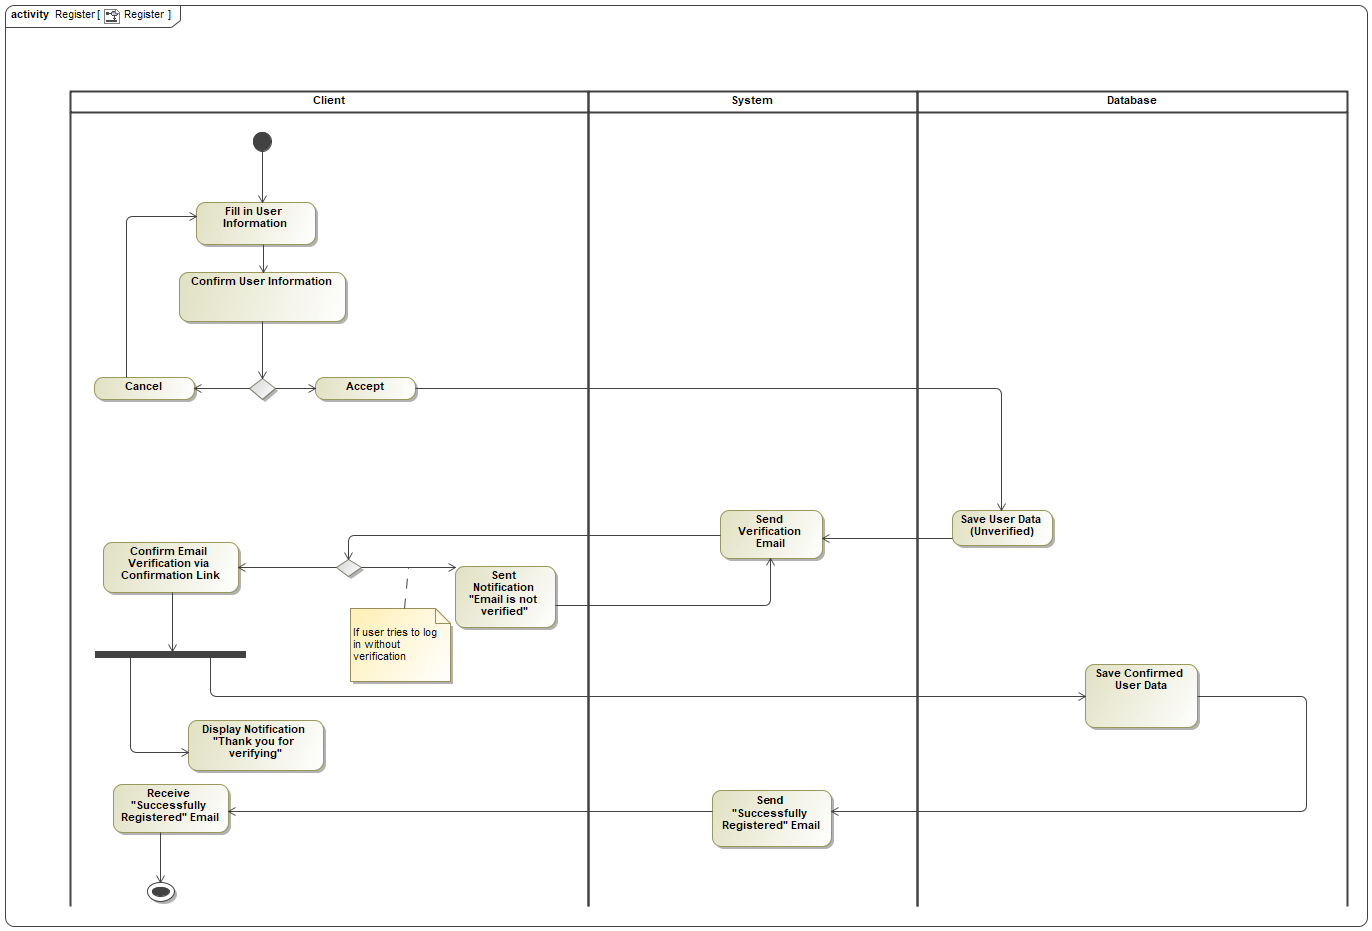 activity Register [ Register ]
Client
System
Database
Fill in User
Information
Confirm User Information
Cancel
Accept
Send
Verification
Email
Save User Data
(Unverified)
Confirm Email
Verification via
Confirmation Link
Sent
Notification
"Email is not
verified"
If user tries to log
in without
verification
Save Confirmed
User Data
Display Notification
"Thank you for
verifying"
Receive
"Successfully
Registered" Email
Send
"Successfully
Registered" Email